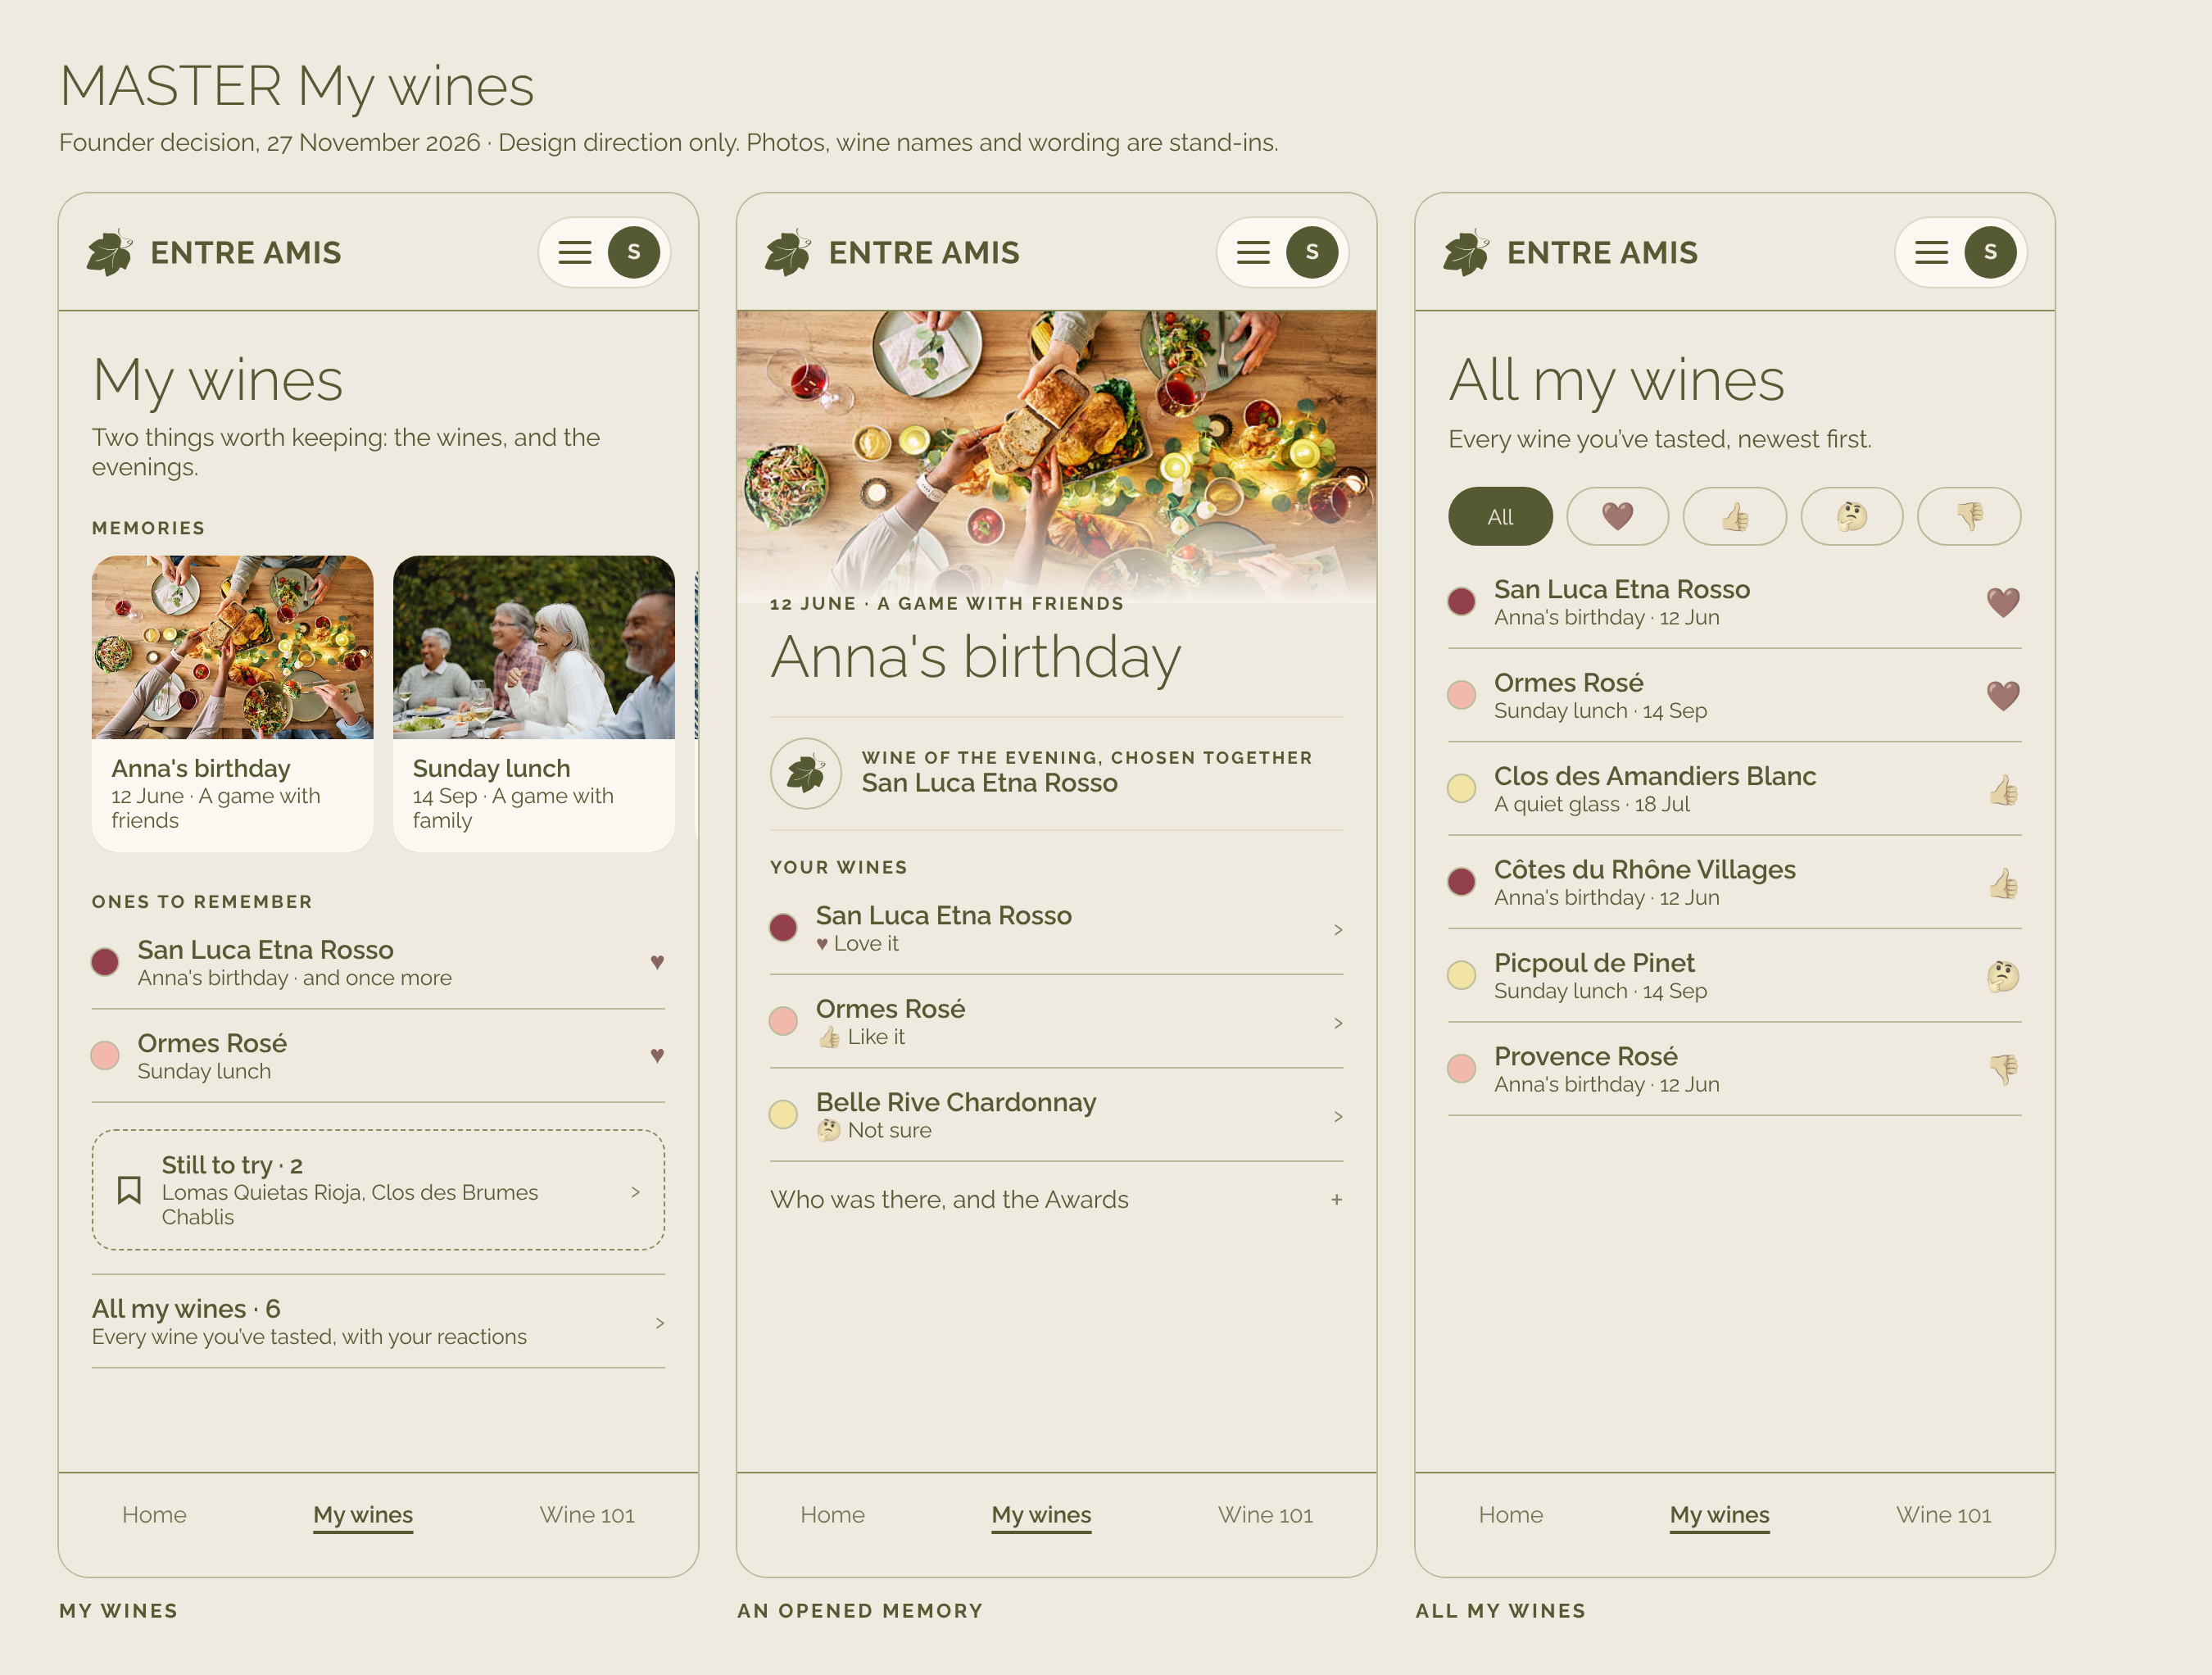 MASTER My wines
Founder decision, 27 November 2026 · Design direction only. Photos, wine names and wording are stand-ins.
ENTRE AMIS
S
My wines
Two things worth keeping: the wines, and the
evenings.
MEMORIES
Anna's birthday
12 June · A game with
friends
Sunday lunch
14 Sep · A game with
family
ONES TO REMEMBER
San Luca Etna Rosso
Anna's birthday · and once more
♥
Ormes Rosé
Sunday lunch
♥
Still to try · 2
Lomas Quietas Rioja, Clos des Brumes
Chablis
>
All my wines · 6
Every wine you’ve tasted, with your reactions
>
Home
My wines
Wine 101
MY WINES
ENTRE AMIS
S
12 JUNE · A GAME WITH FRIENDS
Anna's birthday
WINE OF THE EVENING, CHOSEN TOGETHER
San Luca Etna Rosso
YOUR WINES
San Luca Etna Rosso
♥ Love it
>
Ormes Rosé
👍 Like it
>
Belle Rive Chardonnay
🤔 Not sure
>
Who was there, and the Awards
+
Home
My wines
Wine 101
AN OPENED MEMORY
ENTRE AMIS
S
All my wines
Every wine you’ve tasted, newest first.
All
❤️
👍
🤔
👎
San Luca Etna Rosso
Anna's birthday · 12 Jun
❤️
Ormes Rosé
Sunday lunch · 14 Sep
❤️
Clos des Amandiers Blanc
A quiet glass · 18 Jul
👍
Côtes du Rhône Villages
Anna's birthday · 12 Jun
👍
Picpoul de Pinet
Sunday lunch · 14 Sep
🤔
Provence Rosé
Anna's birthday · 12 Jun
👎
Home
My wines
Wine 101
ALL MY WINES